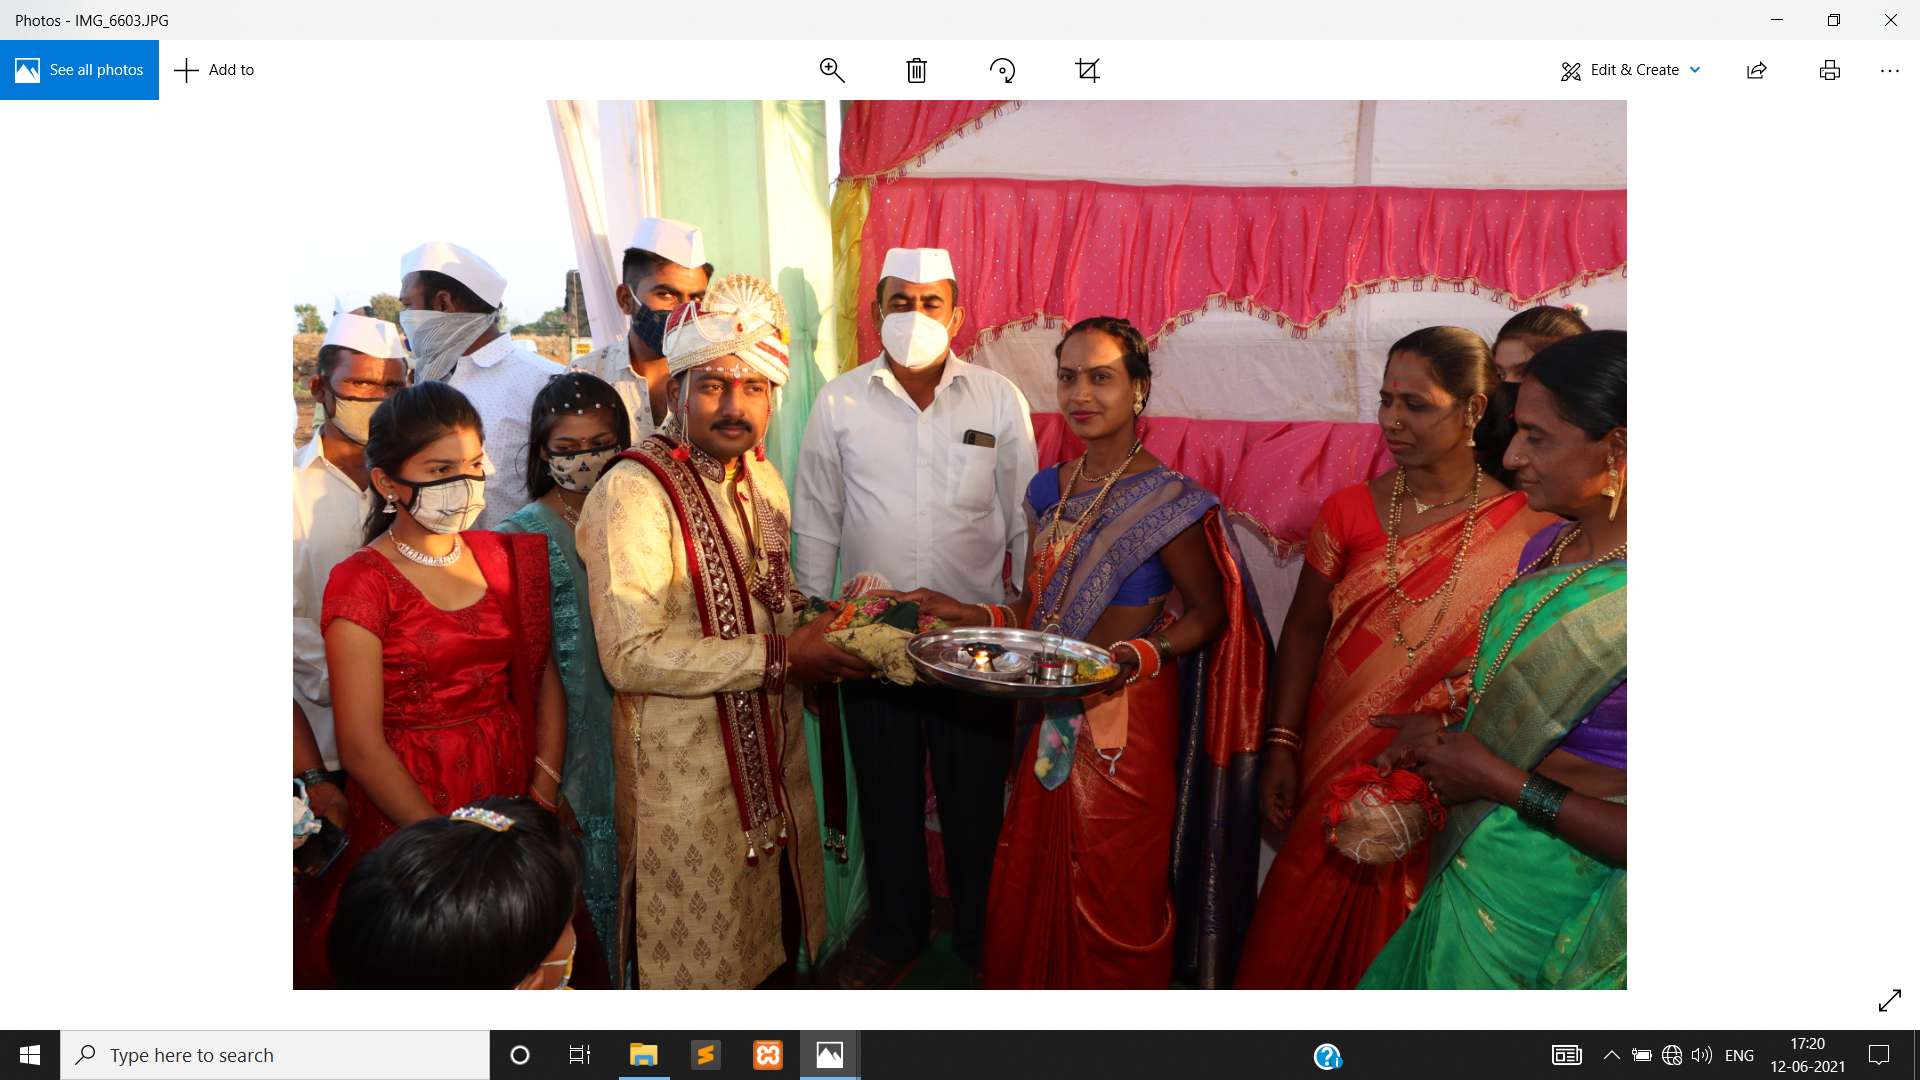 Photos - IMG_6603.JPG
See all photos
Add to
Edit & Create
Type here to search
ENG
17:20
12-06-2021